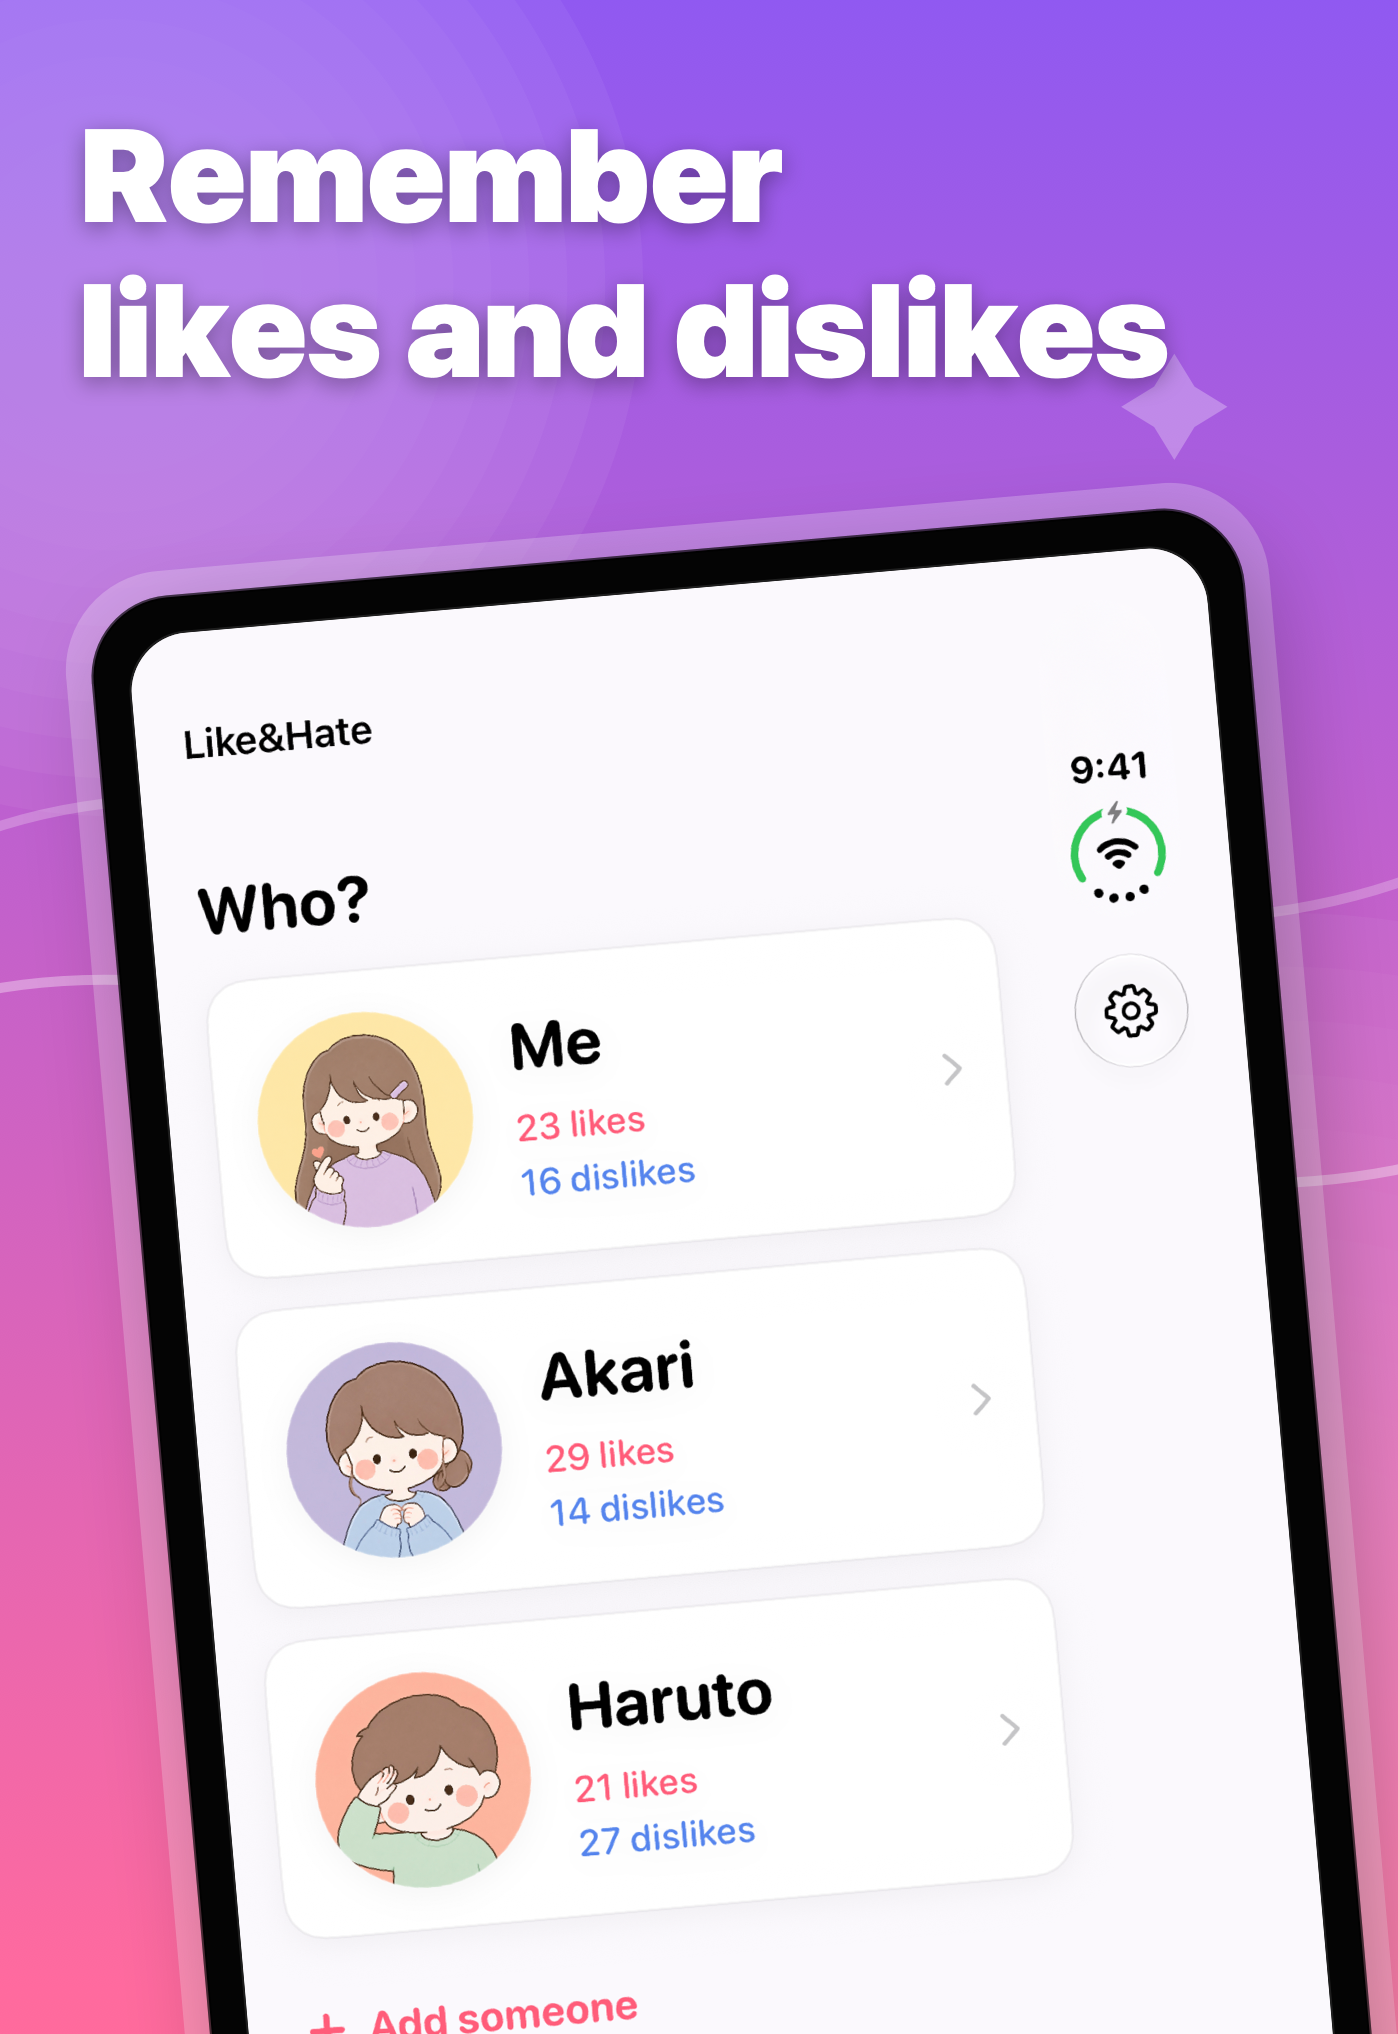 Remember
likes and dislikes
Like&Hate
9:41
Who?
Me
23 likes
16 dislikes
Akari
29 likes
14 dislikes
Haruto
21 likes
27 dislikes
+ Add someone